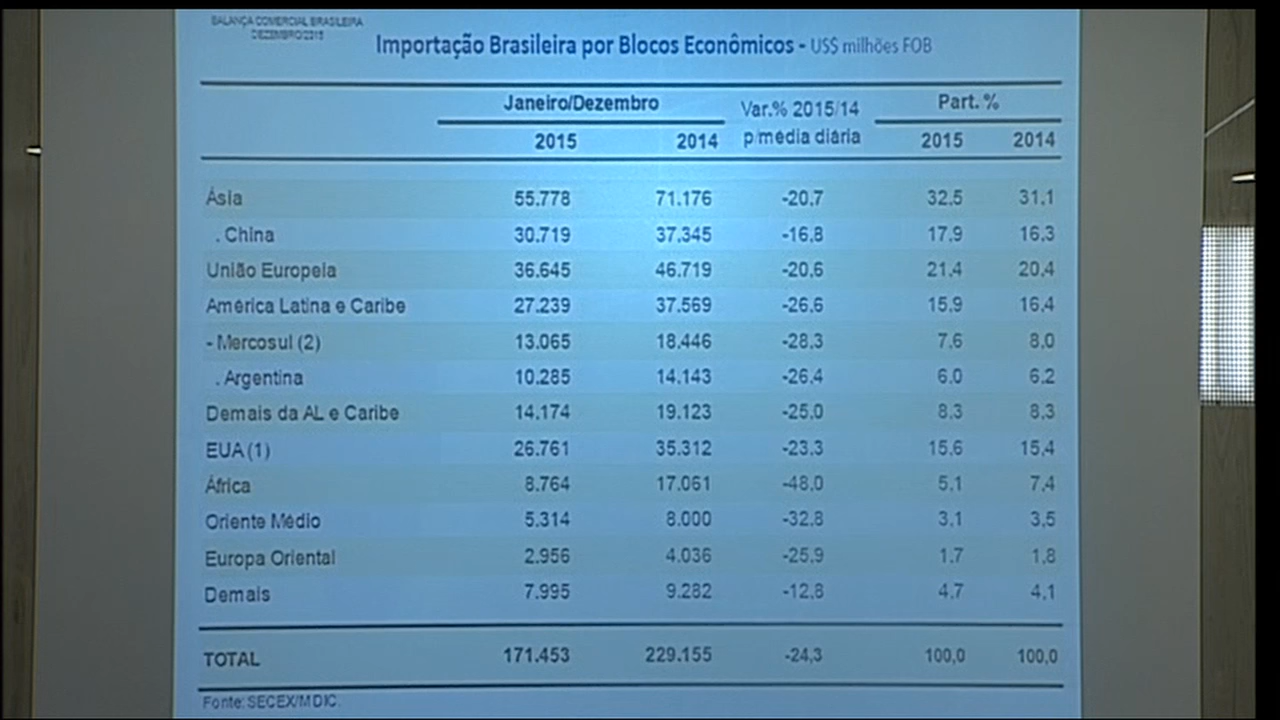 BALANÇA COMERCIAL BRASILEIRA
DEZEMBRO/2015
Importação Brasileira por Blocos Econômicos - US$ milhões FOB
Janeiro/Dezembro Var.% 2015/14 Part. %
2015 2014 p/média diária 2015 2014
Ásia 55.778 71.176 -20,7 32,5 31,1
. China 30.719 37.345 -16,8 17,9 16,3
União Europeia 36.645 46.719 -20,6 21,4 20,4
América Latina e Caribe 27.239 37.569 -26,6 15,9 16,4
- Mercosul (2) 13.065 18.446 -28,3 7,6 8,0
. Argentina 10.285 14.143 -26,4 6,0 6,2
Demais da AL e Caribe 14.174 19.123 -25,0 8,3 8,3
EUA (1) 26.761 35.312 -23,3 15,6 15,4
África 8.764 17.061 -48,0 5,1 7,4
Oriente Médio 5.314 8.000 -32,8 3,1 3,5
Europa Oriental 2.956 4.036 -25,9 1,7 1,8
Demais 7.995 9.282 -12,8 4,7 4,1
TOTAL 171.453 229.155 -24,3 100,0 100,0
Fonte: SECEX/MDIC.